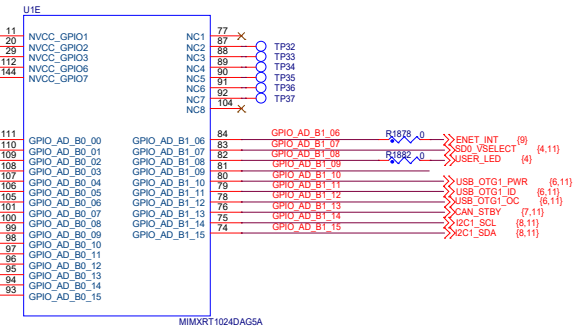 U1E
11 NVCC_GPIO1 NC1 77
20 NVCC_GPIO2 NC2 87 TP32
29 NVCC_GPIO3 NC3 88 TP33
112 NVCC_GPIO6 NC4 89 TP34
144 NVCC_GPIO7 NC5 90 TP35
NC6 91 TP36
NC7 92 TP37
NC8 104
111 GPIO_AD_B0_00 GPIO_AD_B1_06 84 GPIO_AD_B1_06 R1878 0 ENET_INT {9}
110 GPIO_AD_B0_01 GPIO_AD_B1_07 83 GPIO_AD_B1_07 SD0_VSELECT {4,11}
109 GPIO_AD_B0_02 GPIO_AD_B1_08 82 GPIO_AD_B1_08 R1882 0 USER_LED {4}
108 GPIO_AD_B0_03 GPIO_AD_B1_09 81 GPIO_AD_B1_09
107 GPIO_AD_B0_04 GPIO_AD_B1_10 80 GPIO_AD_B1_10 USB_OTG1_PWR {6,11}
106 GPIO_AD_B0_05 GPIO_AD_B1_11 79 GPIO_AD_B1_11 USB_OTG1_ID {6,11}
105 GPIO_AD_B0_06 GPIO_AD_B1_12 78 GPIO_AD_B1_12 USB_OTG1_OC {6,11}
101 GPIO_AD_B0_07 GPIO_AD_B1_13 76 GPIO_AD_B1_13 CAN_STBY {7,11}
100 GPIO_AD_B0_08 GPIO_AD_B1_14 75 GPIO_AD_B1_14 I2C1_SCL {8,11}
99 GPIO_AD_B0_09 GPIO_AD_B1_15 74 GPIO_AD_B1_15 I2C1_SDA {8,11}
98 GPIO_AD_B0_10
97 GPIO_AD_B0_11
96 GPIO_AD_B0_12
95 GPIO_AD_B0_13
94 GPIO_AD_B0_14
93 GPIO_AD_B0_15
MIMXRT1024DAG5A